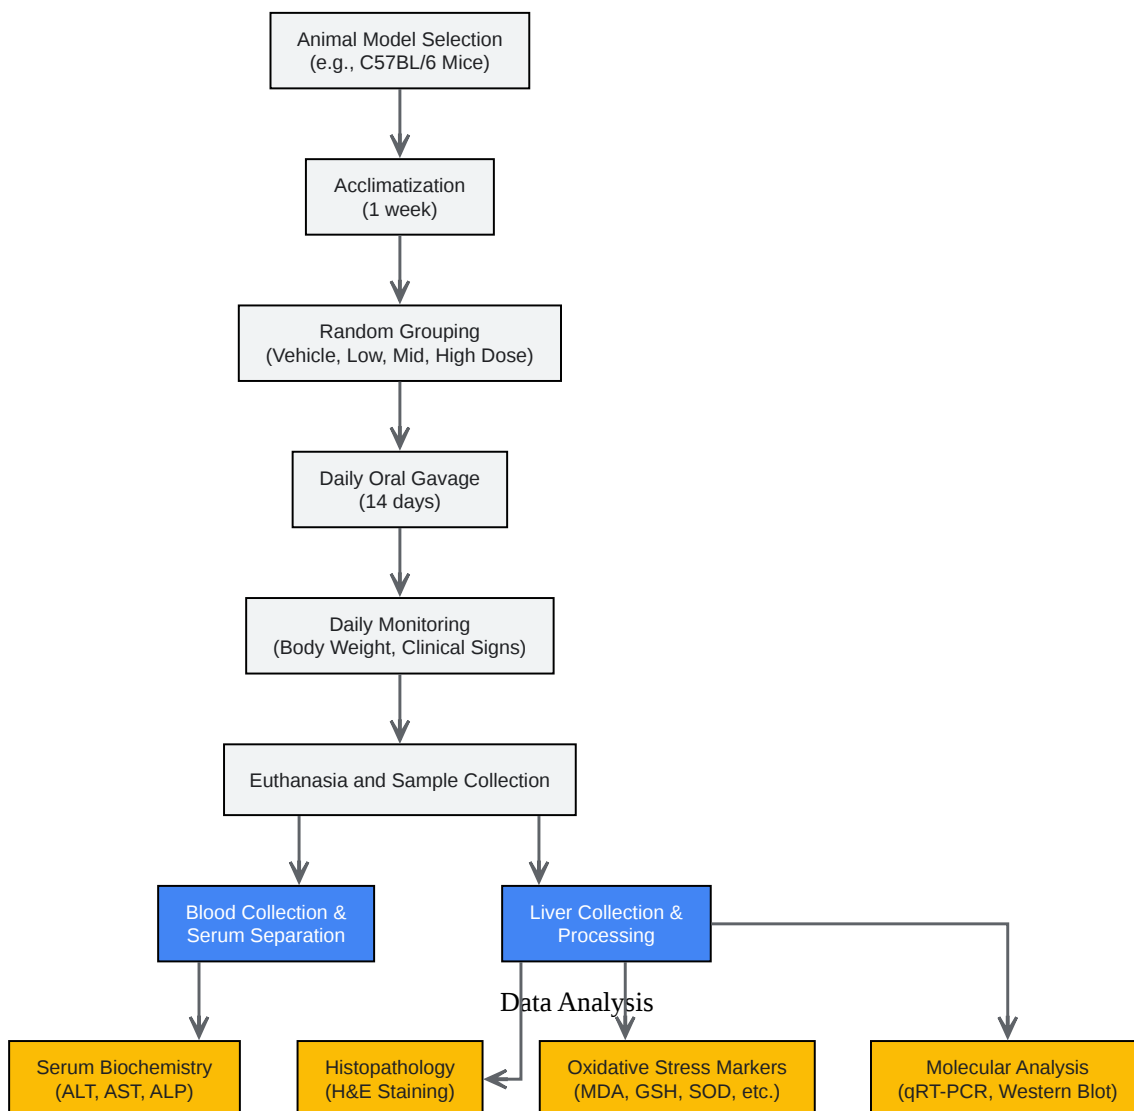 Animal Model Selection
(e.g., C57BL/6 Mice)
Acclimatization
(1 week)
Random Grouping
(Vehicle, Low, Mid, High Dose)
Daily Oral Gavage
(14 days)
Daily Monitoring
(Body Weight, Clinical Signs)
Euthanasia and Sample Collection
Blood Collection &
Serum Separation
Liver Collection &
Processing
Data Analysis
Serum Biochemistry
(ALT, AST, ALP)
Histopathology
(H&E Staining)
Oxidative Stress Markers
(MDA, GSH, SOD, etc.)
Molecular Analysis
(qRT-PCR, Western Blot)